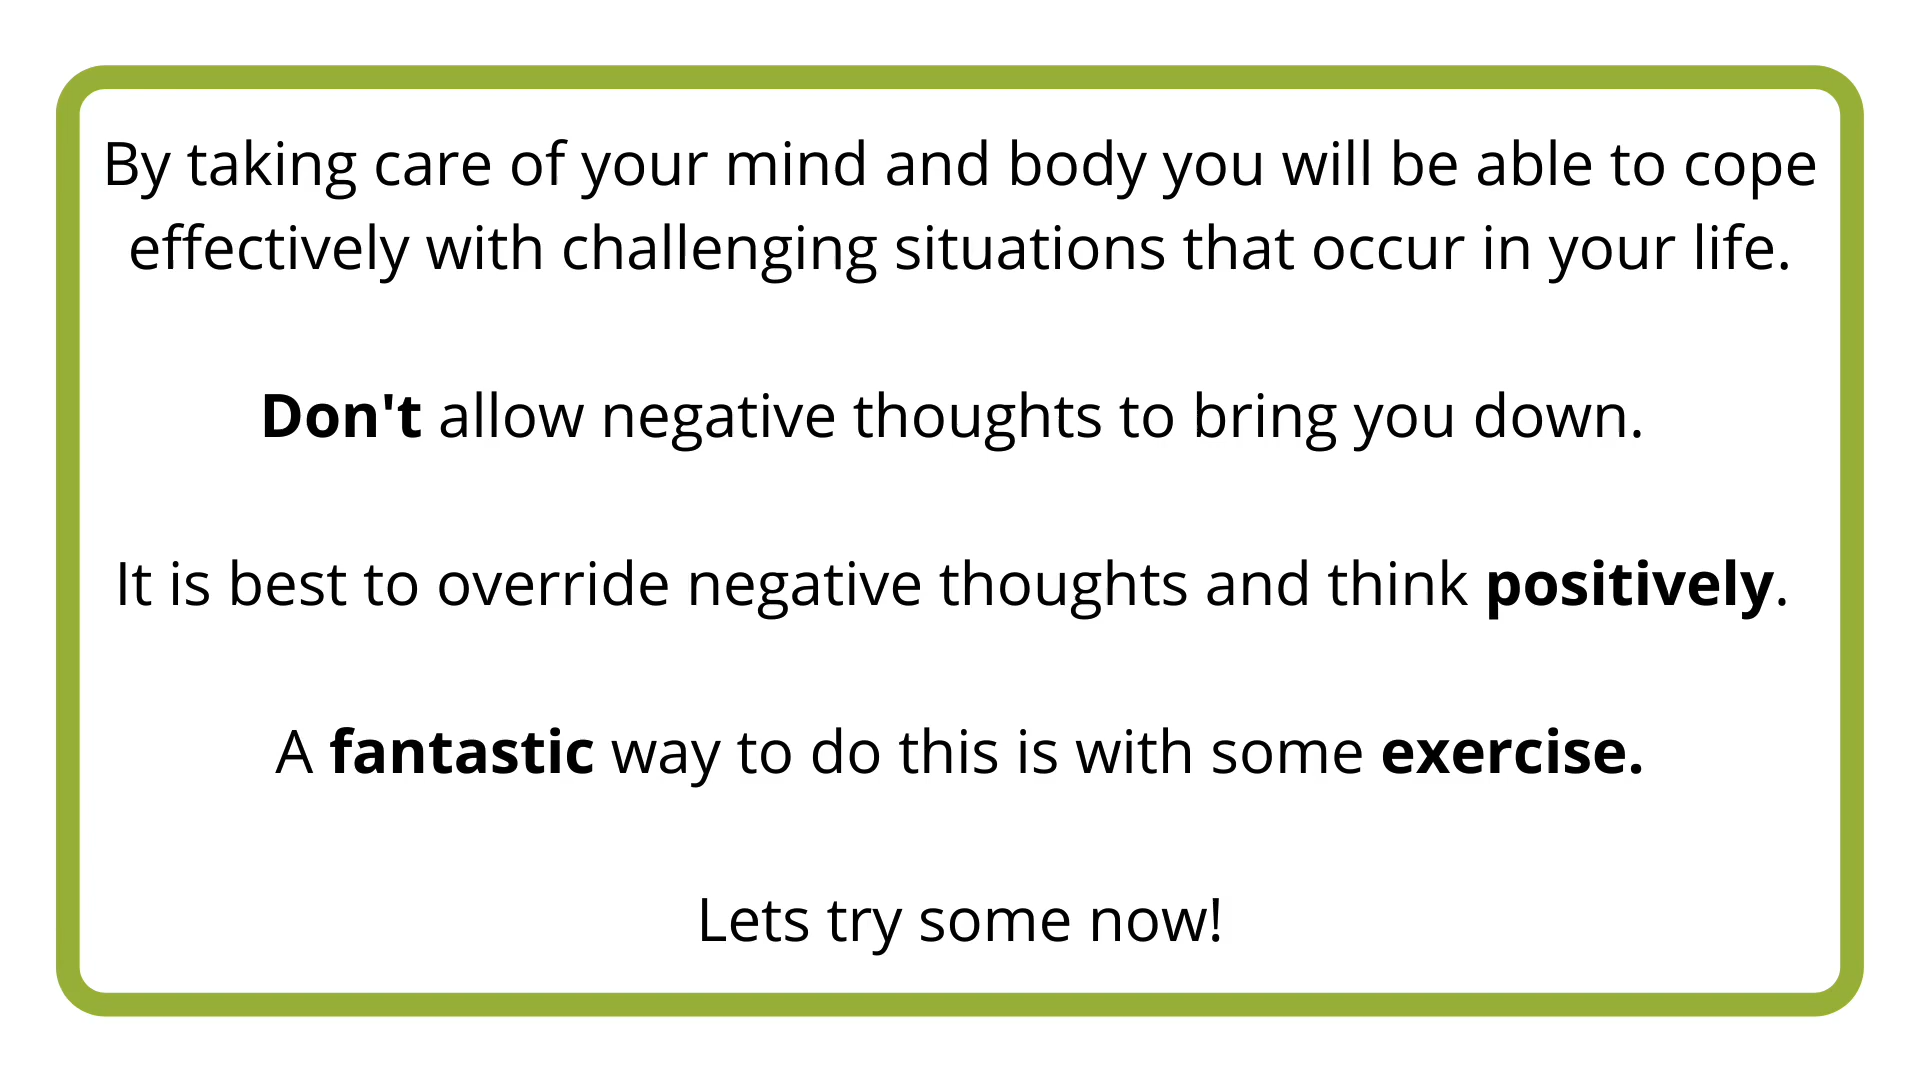 By taking care of your mind and body you will be able to cope
effectively with challenging situations that occur in your life.
Don't allow negative thoughts to bring you down.
It is best to override negative thoughts and think positively.
A fantastic way to do this is with some exercise.
Lets try some now!